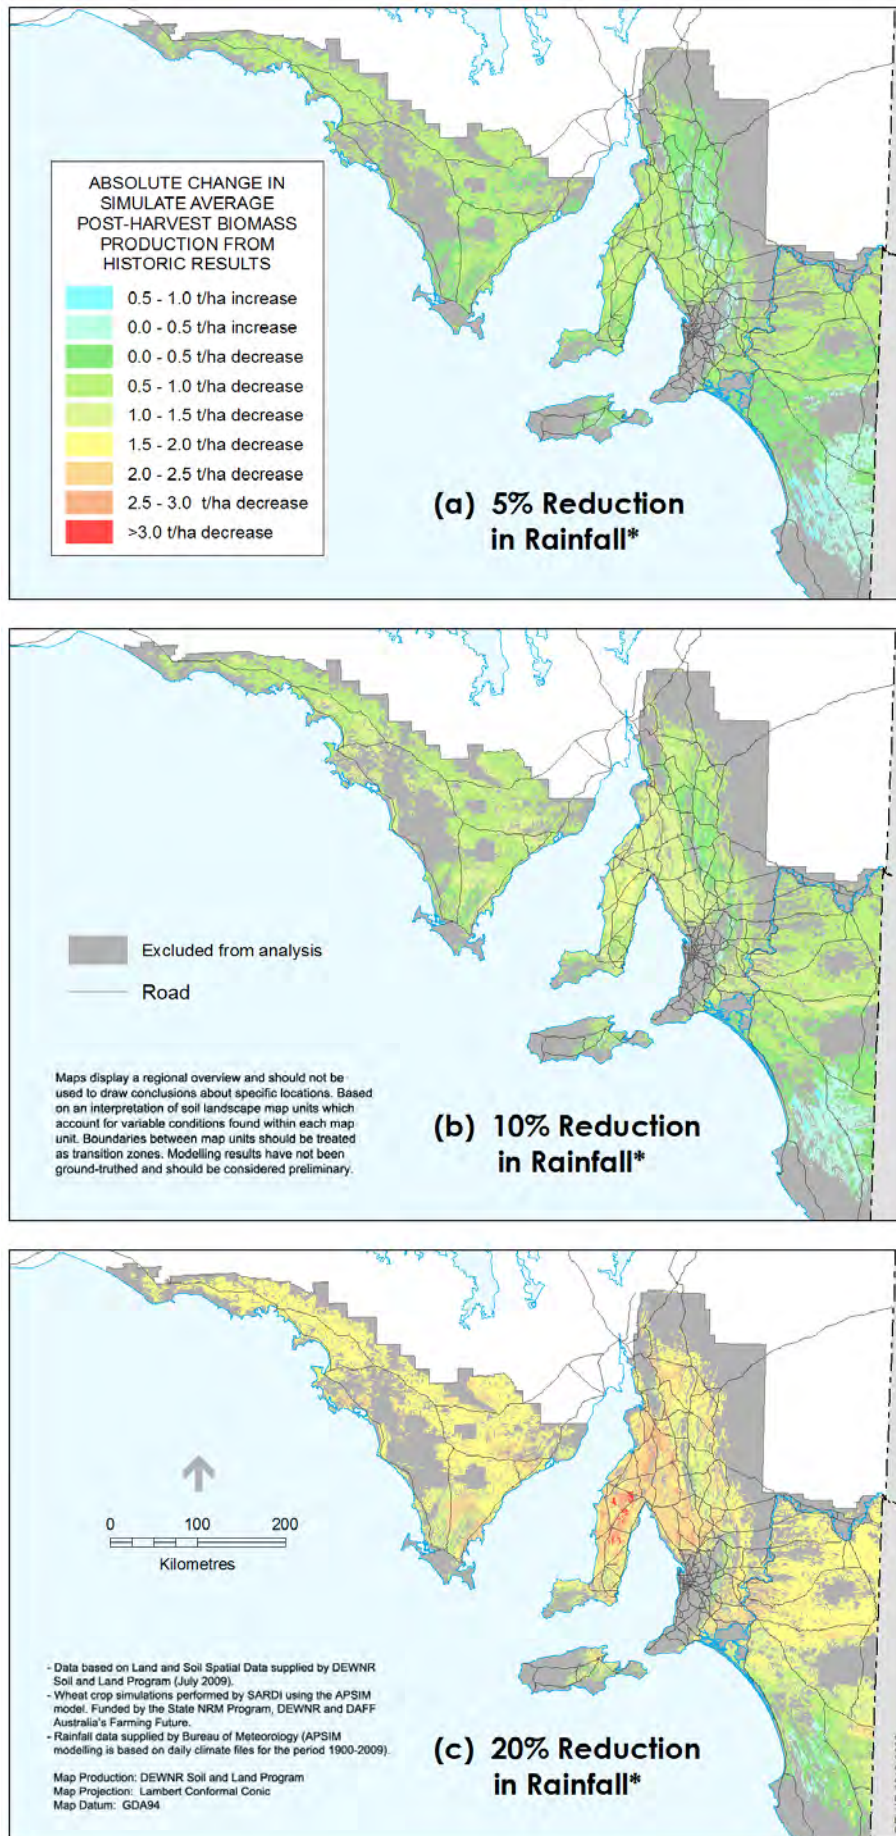 ABSOLUTE CHANGE IN
SIMULATE AVERAGE
POST-HARVEST BIOMASS
PRODUCTION FROM
HISTORIC RESULTS
0.5 - 1.0 t/ha increase
0.0 - 0.5 t/ha increase
0.0 - 0.5 t/ha decrease
0.5 - 1.0 t/ha decrease
1.0 - 1.5 t/ha decrease
1.5 - 2.0 t/ha decrease
2.0 - 2.5 t/ha decrease
2.5 - 3.0 t/ha decrease
>3.0 t/ha decrease
(a) 5% Reduction
in Rainfall*
Excluded from analysis
Road
Maps display a regional overview and should not be
used to draw conclusions about specific locations. Based
on an interpretation of soil landscape map units which
account for variable conditions found within each map
unit. Boundaries between map units should be treated
as transition zones. Modelling results have not been
ground-truthed and should be considered preliminary.
(b) 10% Reduction
in Rainfall*
0 100 200
Kilometres
- Data based on Land and Soil Spatial Data supplied by DEWNR
Soil and Land Program (July 2009).
- Wheat crop simulations performed by SARDI using the APSIM
model. Funded by the State NRM Program, DEWNR and DAFF
Australia's Farming Future.
- Rainfall data supplied by Bureau of Meteorology (APSIM
modelling is based on daily climate files for the period 1900-2009).
Map Production: DEWNR Soil and Land Program
Map Projection: Lambert Conformal Conic
Map Datum: GDA94
(c) 20% Reduction
in Rainfall*